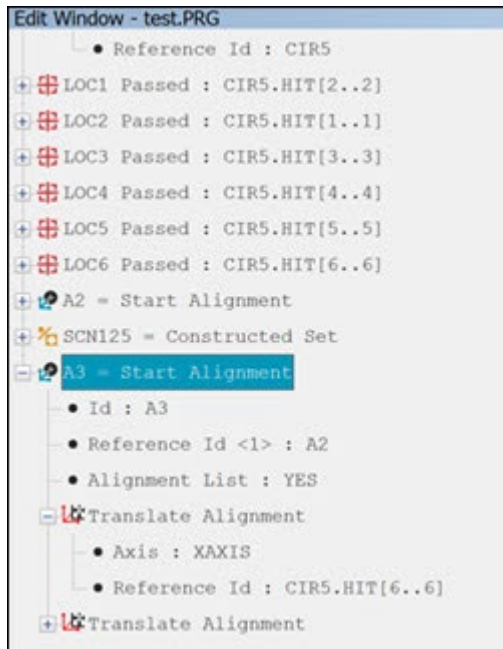 Edit Window - test.PRG
Reference Id : CIR5
LOC1 Passed : CIR5.HIT[2..2]
LOC2 Passed : CIR5.HIT[1..1]
LOC3 Passed : CIR5.HIT[3..3]
LOC4 Passed : CIR5.HIT[4..4]
LOC5 Passed : CIR5.HIT[5..5]
LOC6 Passed : CIR5.HIT[6..6]
A2 = Start Alignment
SCN125 = Constructed Set
A3 = Start Alignment
Id : A3
Reference Id <1> : A2
Alignment List : YES
Translate Alignment
Axis : XAXIS
Reference Id : CIR5.HIT[6..6]
Translate Alignment